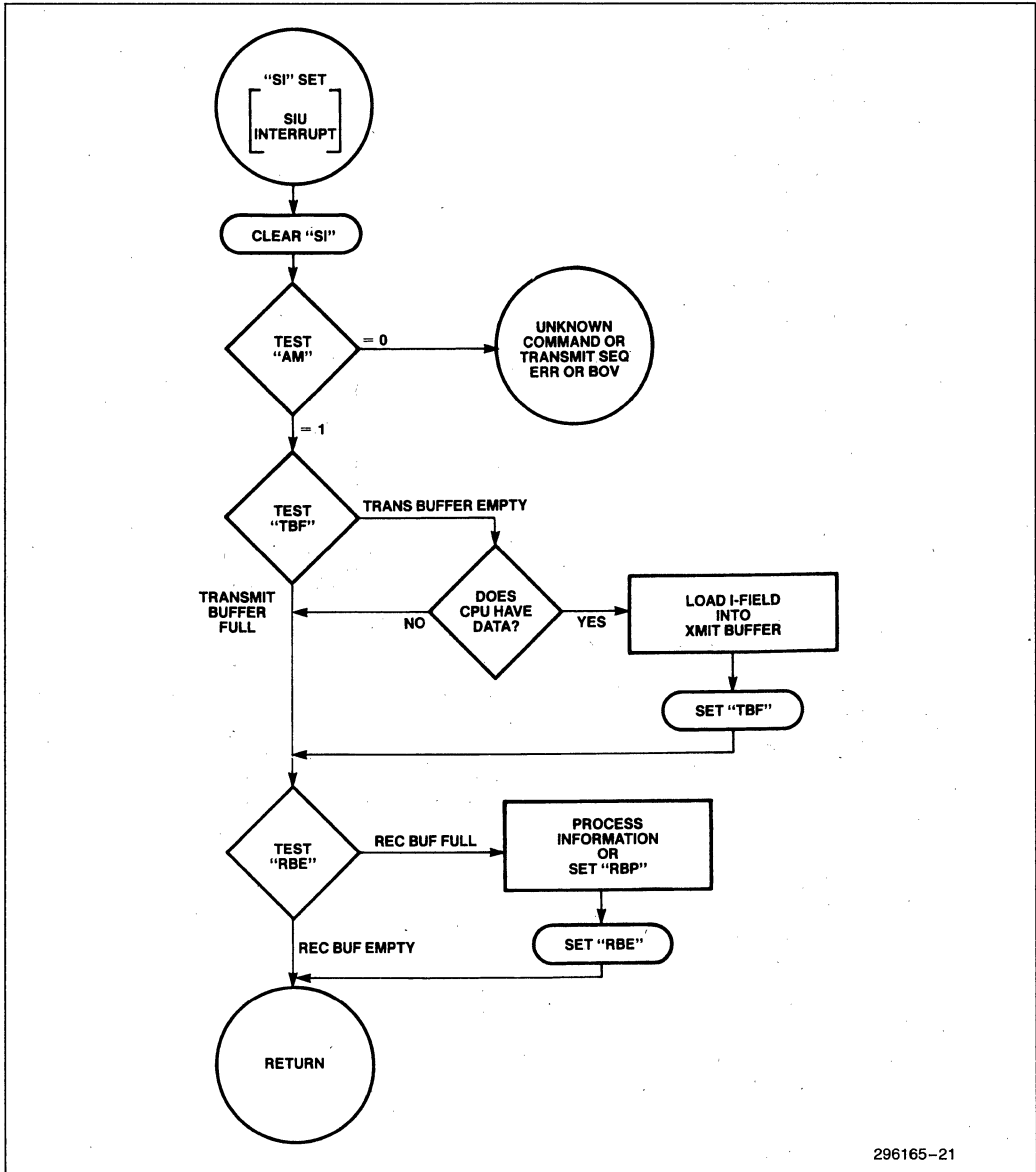 “SI” SET
SIU
INTERRUPT
CLEAR “SI”
TEST
“AM”
= 0
UNKNOWN
COMMAND OR
TRANSMIT SEQ
ERR OR BOV
= 1
TEST
“TBF”
TRANS BUFFER EMPTY
TRANSMIT
BUFFER
FULL
DOES
CPU HAVE
DATA?
NO
YES
LOAD I-FIELD
INTO
XMIT BUFFER
SET “TBF”
TEST
“RBE”
REC BUF FULL
PROCESS
INFORMATION
OR
SET “RBP”
SET “RBE”
REC BUF EMPTY
RETURN
296165–21